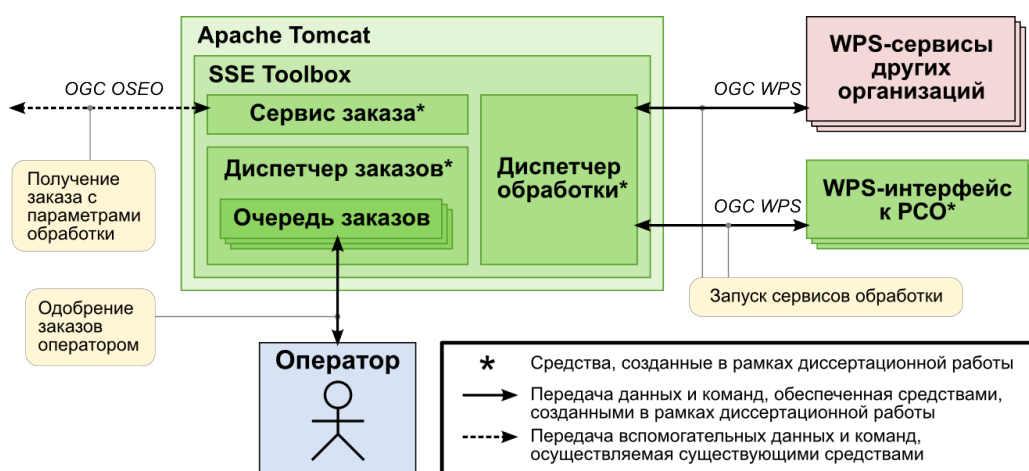 Apache Tomcat
SSE Toolbox
OGC OSEO
Сервис заказа*
Диспетчер заказов*
Очередь заказов
Диспетчер
обработки*
OGC WPS
WPS-сервисы
других
организаций
OGC WPS
WPS-интерфейс
к РСО*
Получение
заказа с
параметрами
обработки
Запуск сервисов обработки
Одобрение
заказов
оператором
Оператор
* Средства, созданные в рамках диссертационной работы
Передача данных и команд, обеспеченная средствами,
созданными в рамках диссертационной работы
Передача вспомогательных данных и команд,
осуществляемая существующими средствами